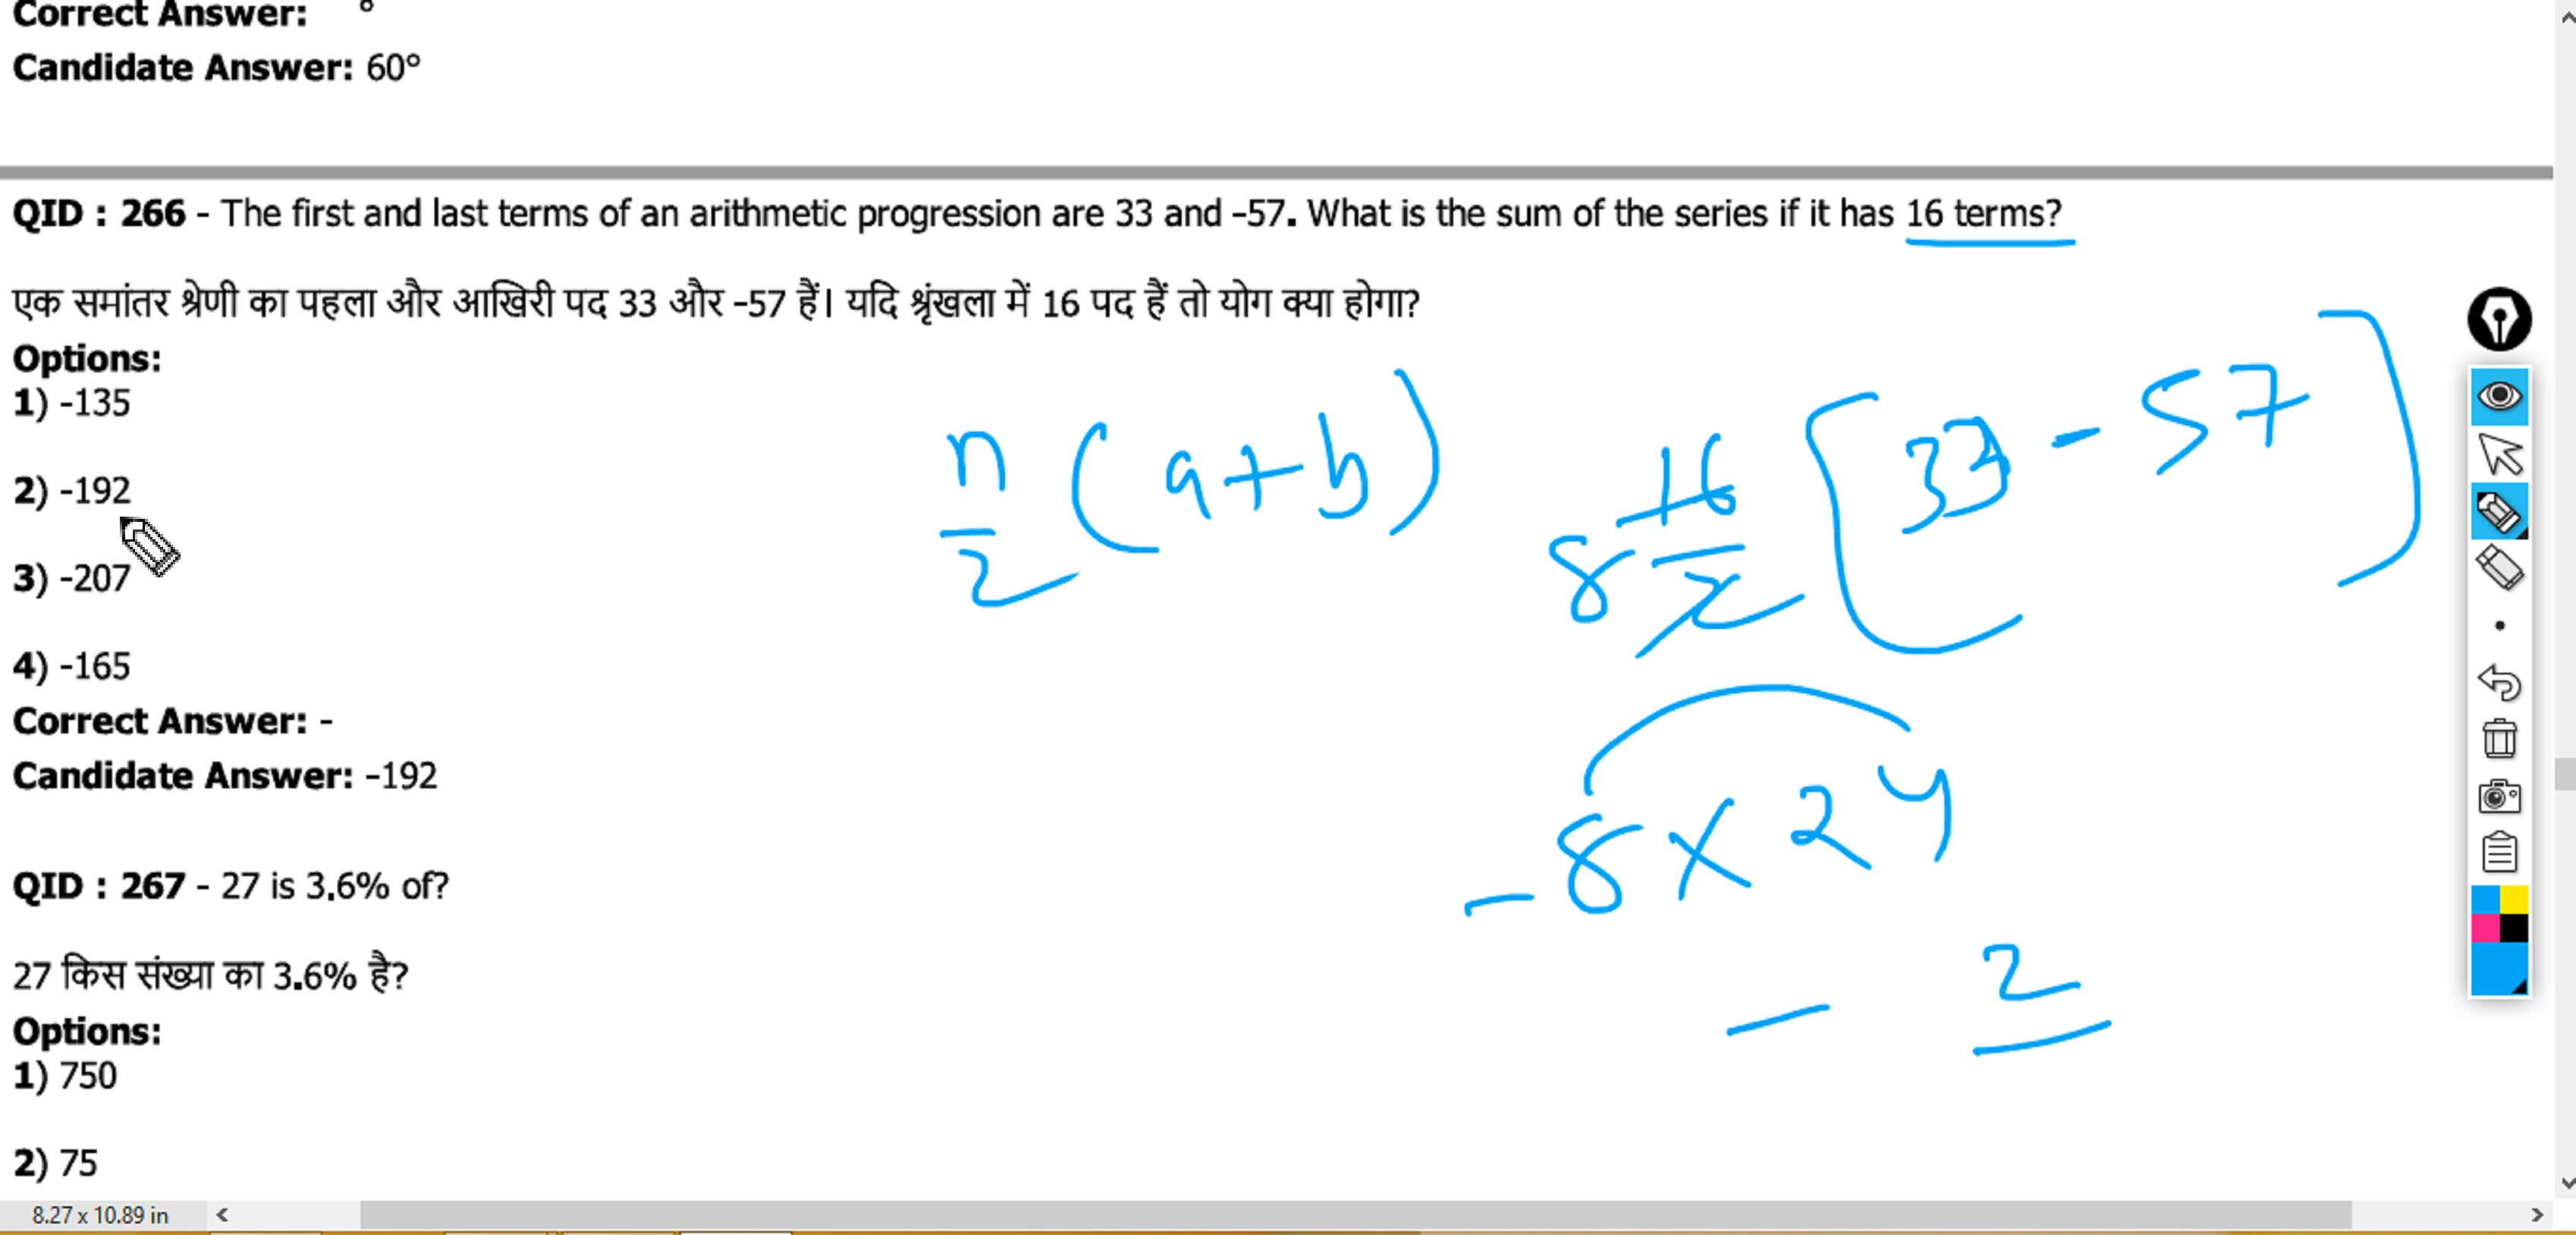 Correct Answer: °
Candidate Answer: 60°
QID : 266 - The first and last terms of an arithmetic progression are 33 and -57. What is the sum of the series if it has 16 terms?
एक समांतर श्रेणी का पहला और आखिरी पद 33 और -57 हैं। यदि श्रृंखला में 16 पद हैं तो योग क्या होगा?
Options:
1) -135
2) -192
3) -207
4) -165
Correct Answer: -
Candidate Answer: -192
n/2 (a+b)
8 16/2 [33 - 57]
-8 x 24
- 2
QID : 267 - 27 is 3.6% of?
27 किस संख्या का 3.6% है?
Options:
1) 750
2) 75
8.27 x 10.89 in